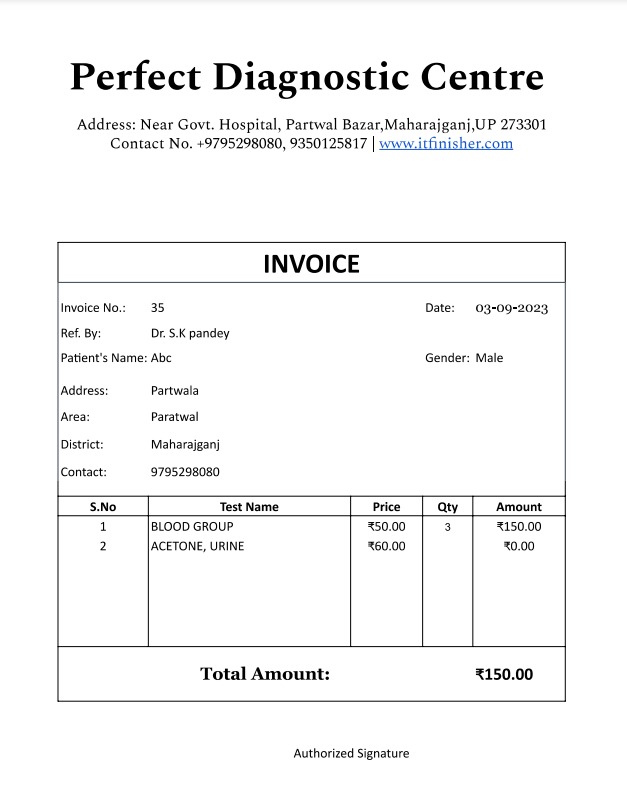 Perfect Diagnostic Centre
Address: Near Govt. Hospital, Partwal Bazar,Maharajganj,UP 273301
Contact No. +9795298080, 9350125817 | www.itfinisher.com
INVOICE
Invoice No.: 35 Date: 03-09-2023
Ref. By: Dr. S.K pandey
Patient's Name: Abc Gender: Male
Address: Partwala
Area: Paratwal
District: Maharajganj
Contact: 9795298080
S.No Test Name Price Qty Amount
1 BLOOD GROUP ₹50.00 3 ₹150.00
2 ACETONE, URINE ₹60.00 ₹0.00
Total Amount: ₹150.00
Authorized Signature